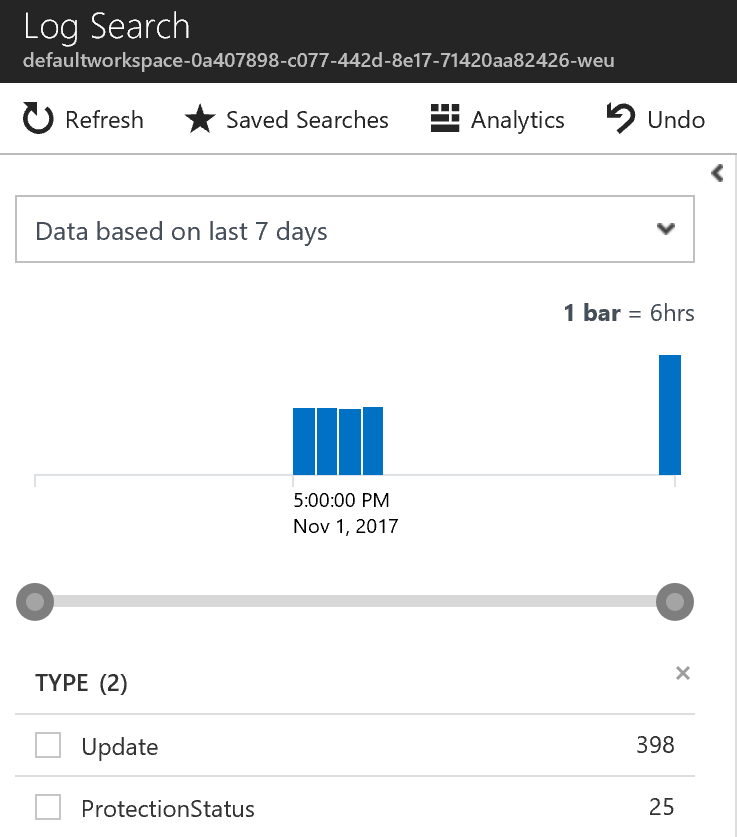 Log Search
defaultworkspace-0a407898-c077-442d-8e17-71420aa82426-weu
Refresh Saved Searches Analytics Undo
Data based on last 7 days
1 bar = 6hrs
5:00:00 PM
Nov 1, 2017
TYPE (2)
Update 398
ProtectionStatus 25